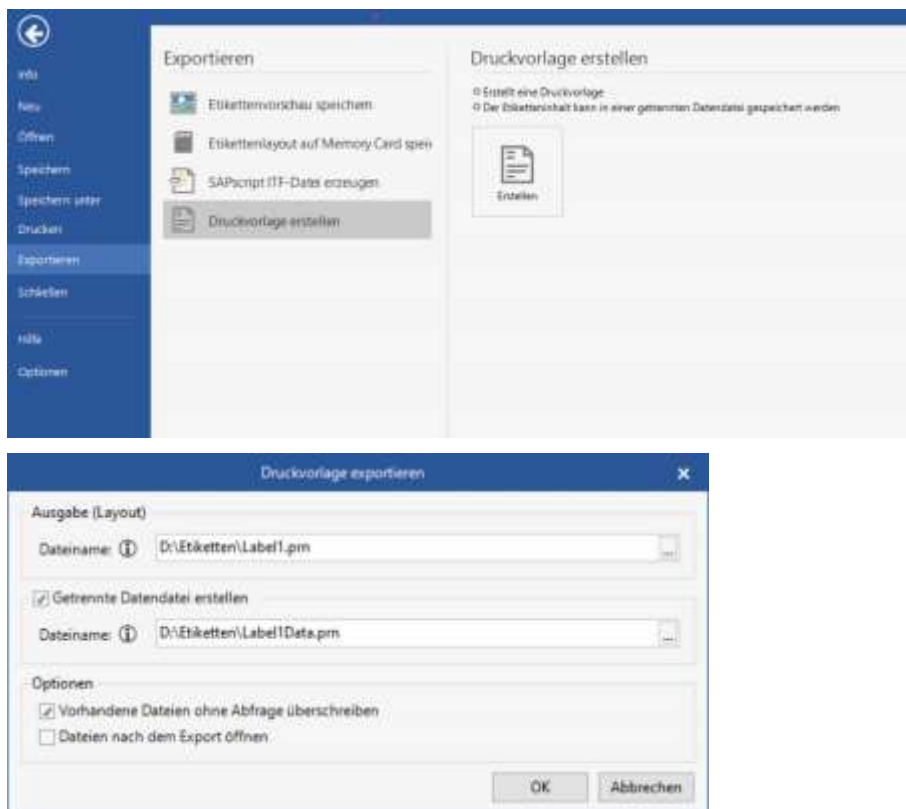 Info
Neu
Öffnen
Speichern
Speichern unter
Drucken
Exportieren
Schließen
Hilfe
Optionen
Exportieren
Etikettenvorschau speichern
Etikettenlayout auf Memory Card speich
SAPscript ITF-Datei erzeugen
Druckvorlage erstellen
Druckvorlage erstellen
Erstellt eine Druckvorlage
Der Etiketteninhalt kann in einer getrennten Datendatei gespeichert werden
Erstellen
Druckvorlage exportieren
Ausgabe (Layout)
Dateiname: D:\Etiketten\Label1.prn ...
Getrennte Datendatei erstellen
Dateiname: D:\Etiketten\Label1Data.prn ...
Optionen
Vorhandene Dateien ohne Abfrage überschreiben
Dateien nach dem Export öffnen
OK Abbrechen